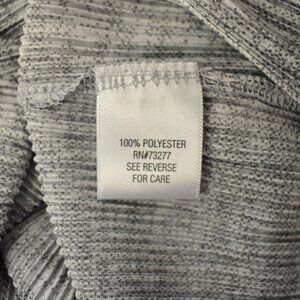 100% POLYESTER
RN#73277
SEE REVERSE
FOR CARE